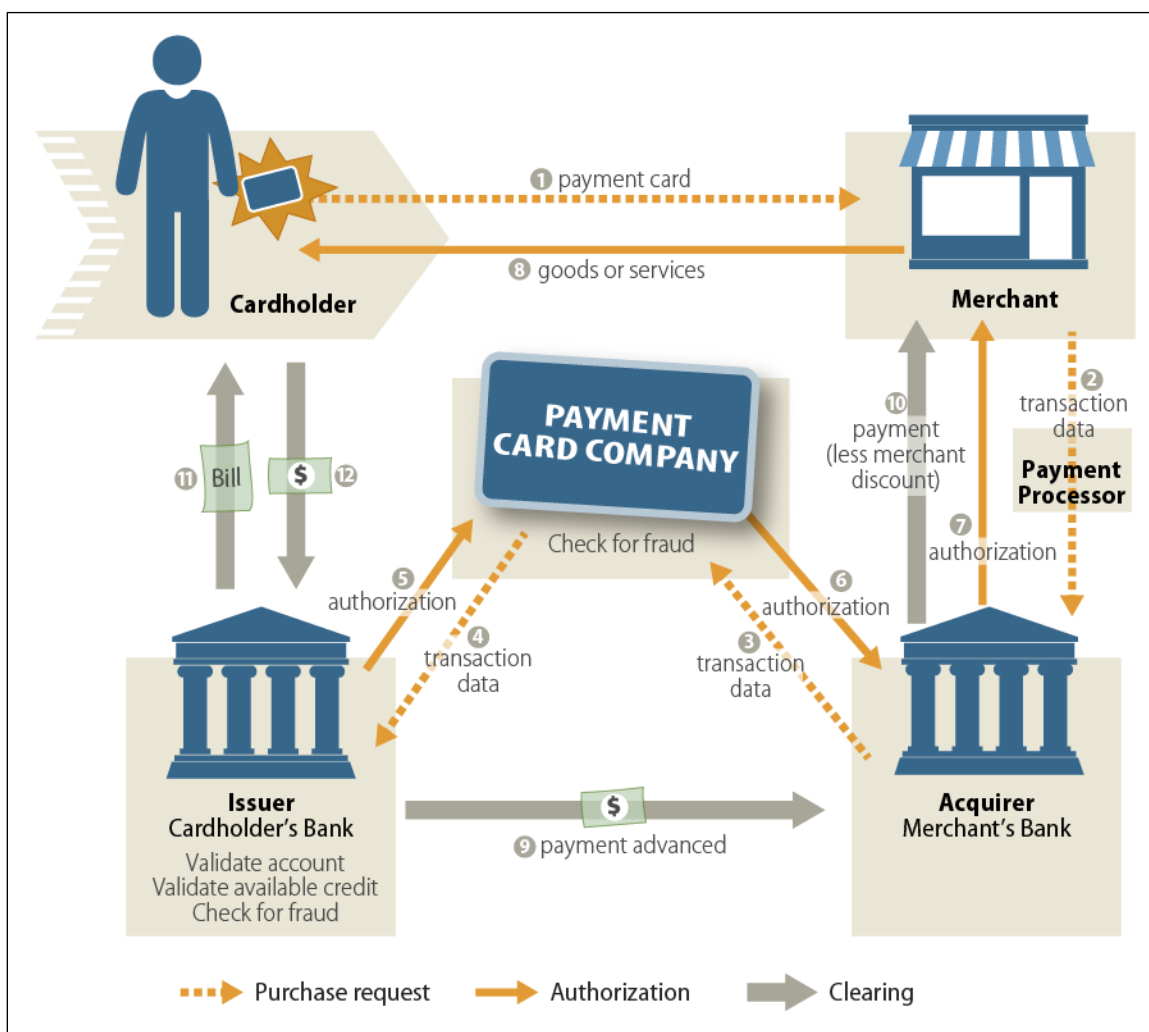 1 payment card
8 goods or services
Cardholder
Merchant
PAYMENT
CARD COMPANY
Check for fraud
2
transaction
data
Payment
Processor
10
payment
(less merchant
discount)
7
authorization
11 Bill
$ 12
5
authorization
6
authorization
4
transaction
data
3
transaction
data
Issuer
Cardholder's Bank
Validate account
Validate available credit
Check for fraud
$
9 payment advanced
Acquirer
Merchant's Bank
Purchase request
Authorization
Clearing